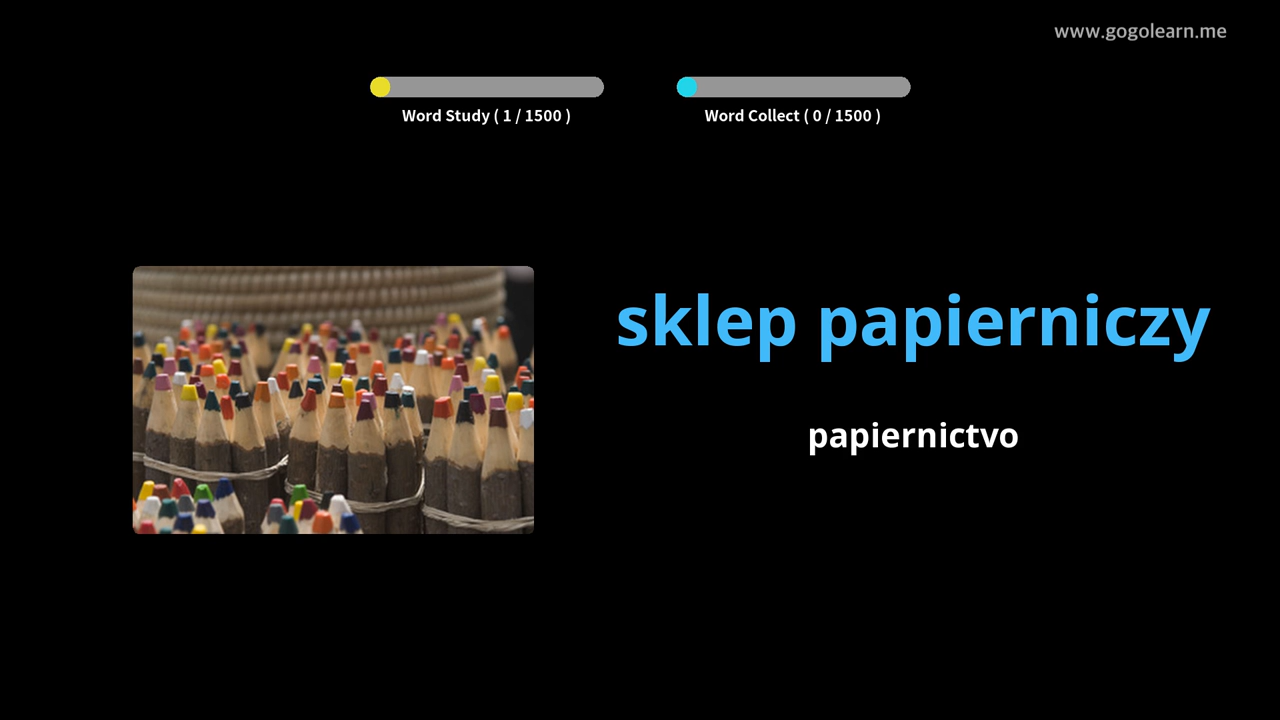 www.gogolearn.me
Word Study ( 1 / 1500 )
Word Collect ( 0 / 1500 )
sklep papierniczy
papiernictvo